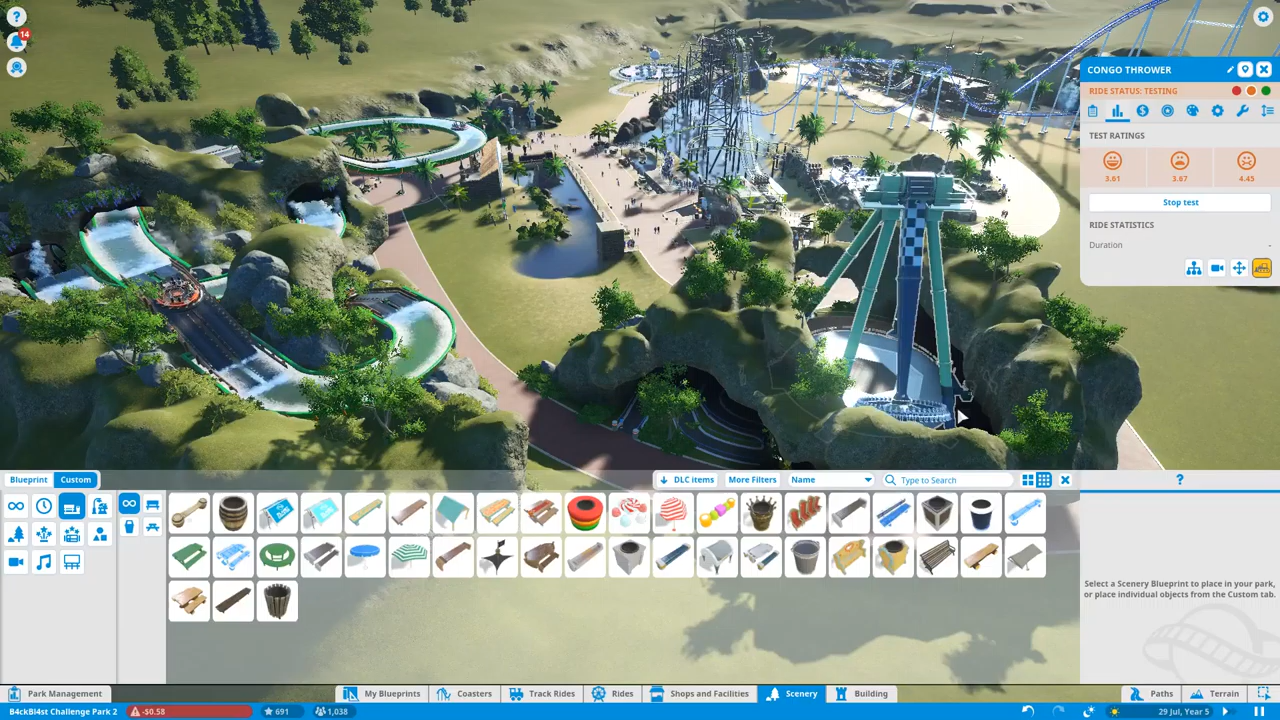 ?
14
CONGO THROWER
RIDE STATUS: TESTING
TEST RATINGS
3.61 3.87 4.45
Stop test
RIDE STATISTICS
Duration -
Blueprint Custom
DLC items More Filters Name Type to Search
?
Select a Scenery Blueprint to place in your park,
or place individual objects from the Custom tab.
Park Management My Blueprints Coasters Track Rides Rides Shops and Facilities Scenery Building Paths Terrain
B4ckBl4st Challenge Park 2 -$0.58 691 1,038 29 Jul, Year 5